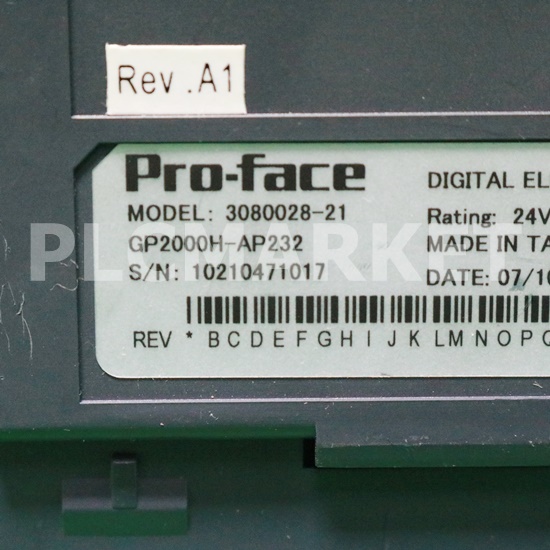 Rev.A1
Pro-face
DIGITAL EL
MODEL: 3080028-21
Rating: 24V
GP2000H-AP232
MADE IN TA
S/N: 10210471017
DATE: 07/10
REV * B C D E F G H I J K L M N O P Q
PLCMARKET